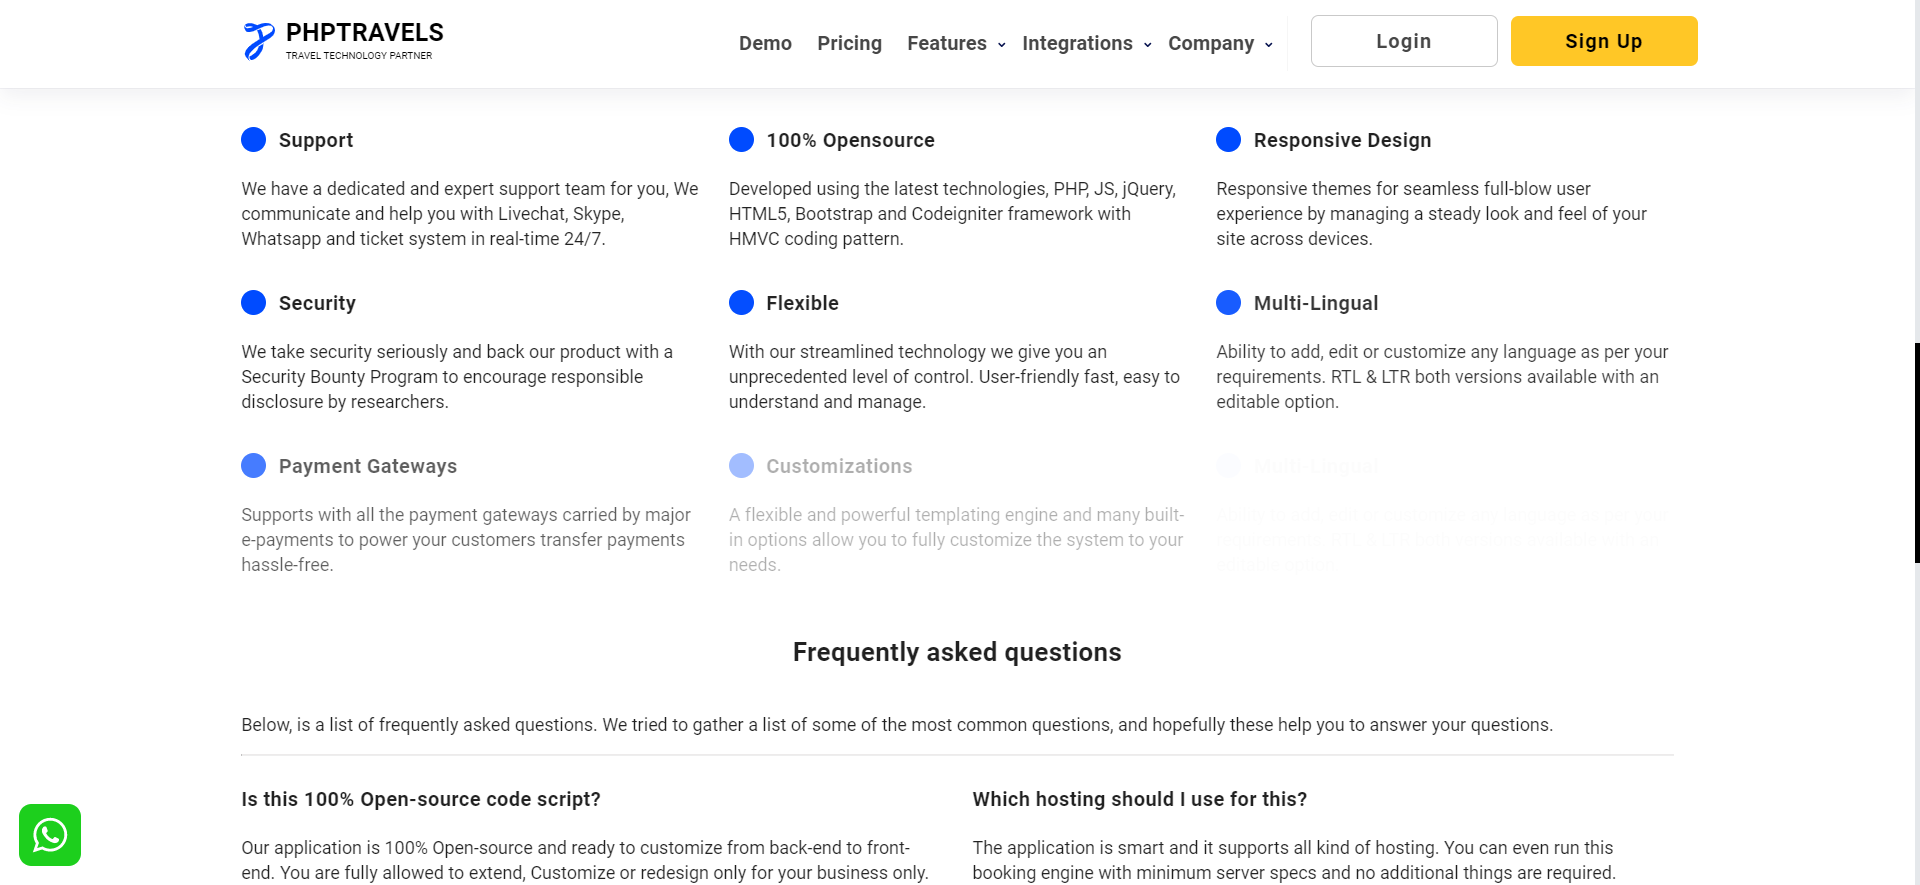 PHPTRAVELS
TRAVEL TECHNOLOGY PARTNER
Demo Pricing Features Integrations Company Login Sign Up
Support
We have a dedicated and expert support team for you, We
communicate and help you with Livechat, Skype,
Whatsapp and ticket system in real-time 24/7.
100% Opensource
Developed using the latest technologies, PHP, JS, jQuery,
HTML5, Bootstrap and Codeigniter framework with
HMVC coding pattern.
Responsive Design
Responsive themes for seamless full-blow user
experience by managing a steady look and feel of your
site across devices.
Security
We take security seriously and back our product with a
Security Bounty Program to encourage responsible
disclosure by researchers.
Flexible
With our streamlined technology we give you an
unprecedented level of control. User-friendly fast, easy to
understand and manage.
Multi-Lingual
Ability to add, edit or customize any language as per your
requirements. RTL & LTR both versions available with an
editable option.
Payment Gateways
Supports with all the payment gateways carried by major
e-payments to power your customers transfer payments
hassle-free.
Customizations
A flexible and powerful templating engine and many built-
in options allow you to fully customize the system to your
needs.
Multi-Lingual
Frequently asked questions
Below, is a list of frequently asked questions. We tried to gather a list of some of the most common questions, and hopefully these help you to answer your questions.
Is this 100% Open-source code script?
Our application is 100% Open-source and ready to customize from back-end to front-
end. You are fully allowed to extend, Customize or redesign only for your business only.
Which hosting should I use for this?
The application is smart and it supports all kind of hosting. You can even run this
booking engine with minimum server specs and no additional things are required.